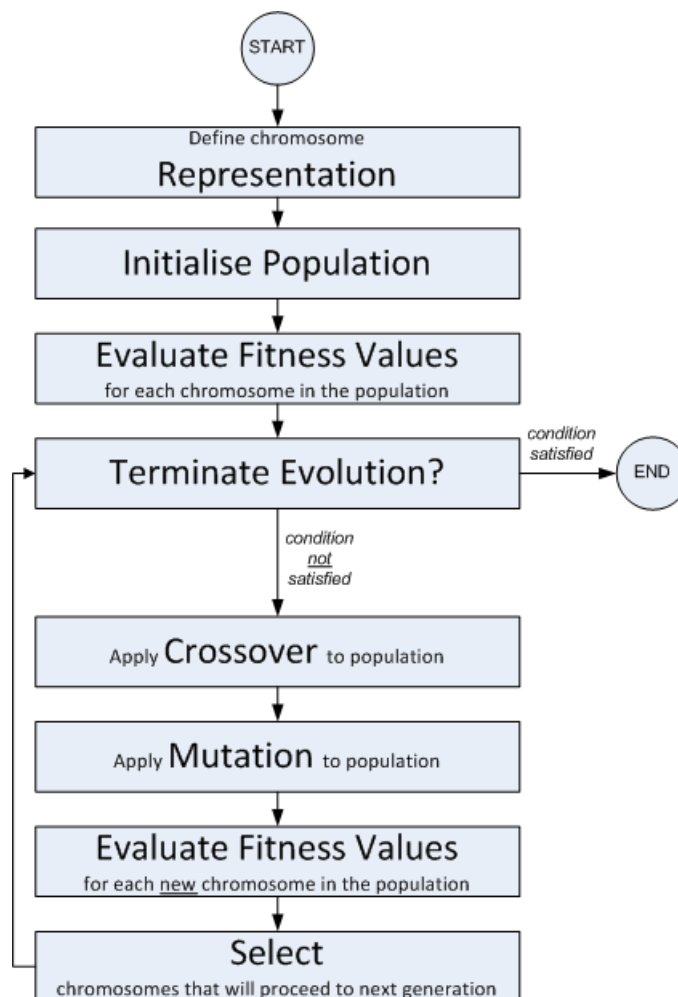 START
Define chromosome
Representation
Initialise Population
Evaluate Fitness Values
for each chromosome in the population
Terminate Evolution?
condition
satisfied
END
condition
not
satisfied
Apply Crossover to population
Apply Mutation to population
Evaluate Fitness Values
for each new chromosome in the population
Select
chromosomes that will proceed to next generation